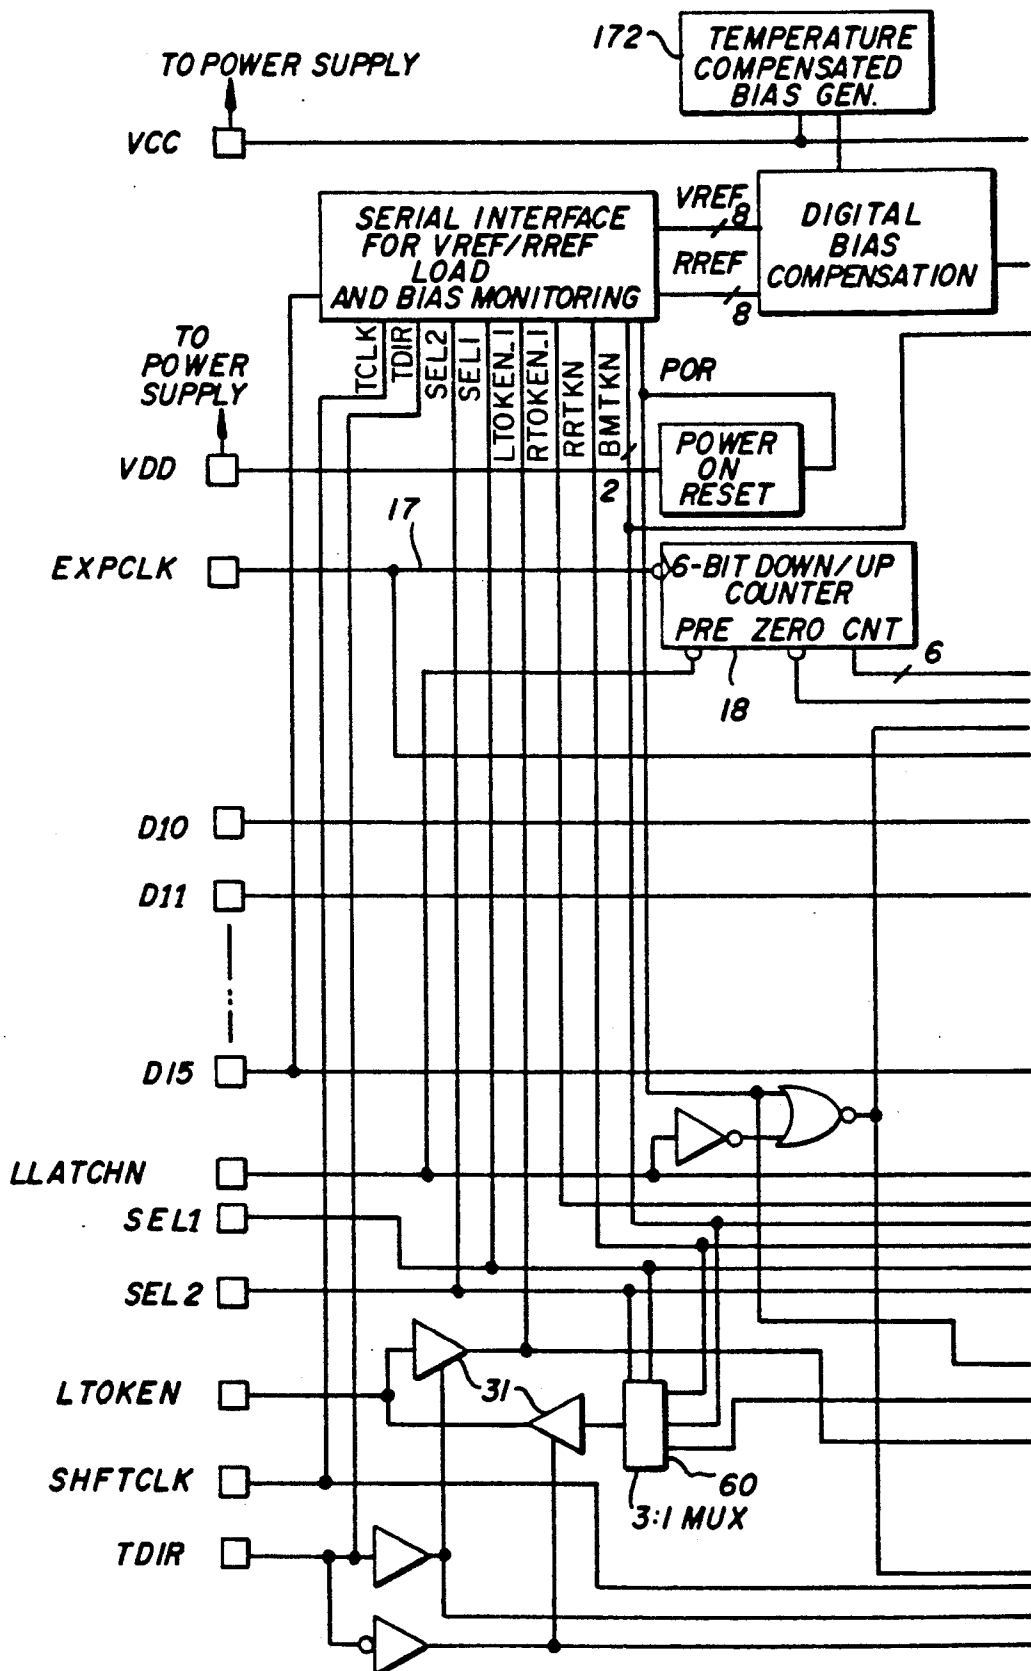 172
TEMPERATURE
COMPENSATED
BIAS GEN.
TO POWER SUPPLY
VCC
SERIAL INTERFACE
FOR VREF/RREF
LOAD
AND BIAS MONITORING
VREF
8
RREF
8
DIGITAL
BIAS
COMPENSATION
TO
POWER
SUPPLY
TCLK
TDIR
SEL2
SEL1
LTOKEN_I
RTOKEN_I
RRTKN
BMTKN
2
POR
VDD
POWER
ON
RESET
17
EXPCLK
6-BIT DOWN/UP
COUNTER
PRE ZERO CNT
6
18
D10
D11
D15
LLATCHN
SEL1
SEL2
LTOKEN
31
60
3:1 MUX
SHFTCLK
TDIR